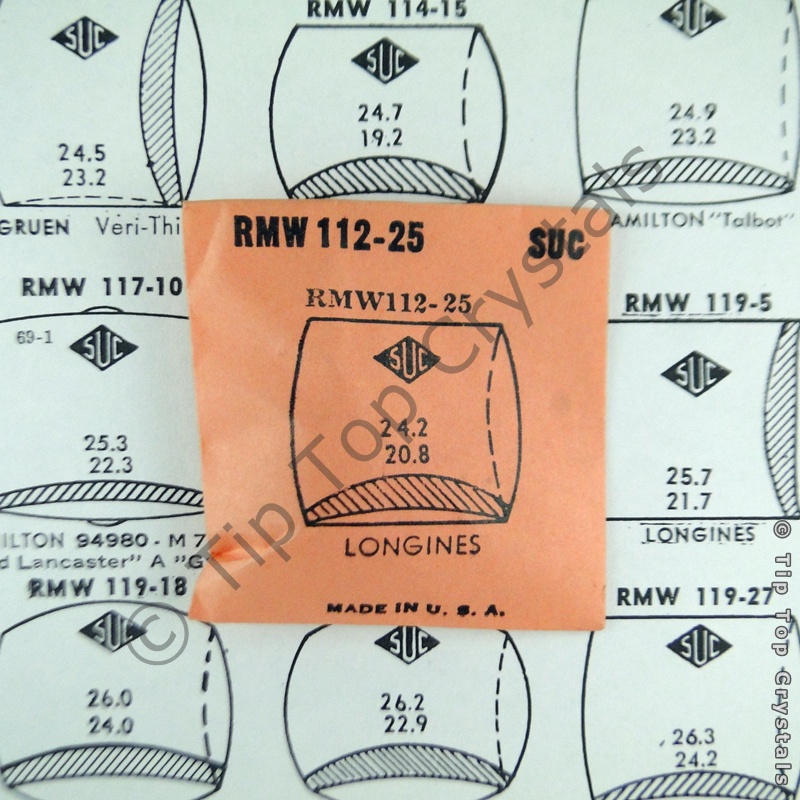 RMW 114-15
SUC
24.5
23.2
GRUEN Veri-Thi
SUC
24.7
19.2
SUC
24.9
23.2
AMILTON "Talbot"
RMW 112-25 SUC
RMW112-25
SUC
24.2
20.8
LONGINES
MADE IN U. S. A.
RMW 117-10
69-1
SUC
25.3
22.3
ILTON 94980 - M 7
d Lancaster" A "G
RMW 119-5
SUC
25.7
21.7
LONGINES
RMW 119-18
SUC
26.0
24.0
SUC
26.2
22.9
RMW 119-27
SUC
26.3
24.2
© Tip Top Crystals
© Tip Top Crystals